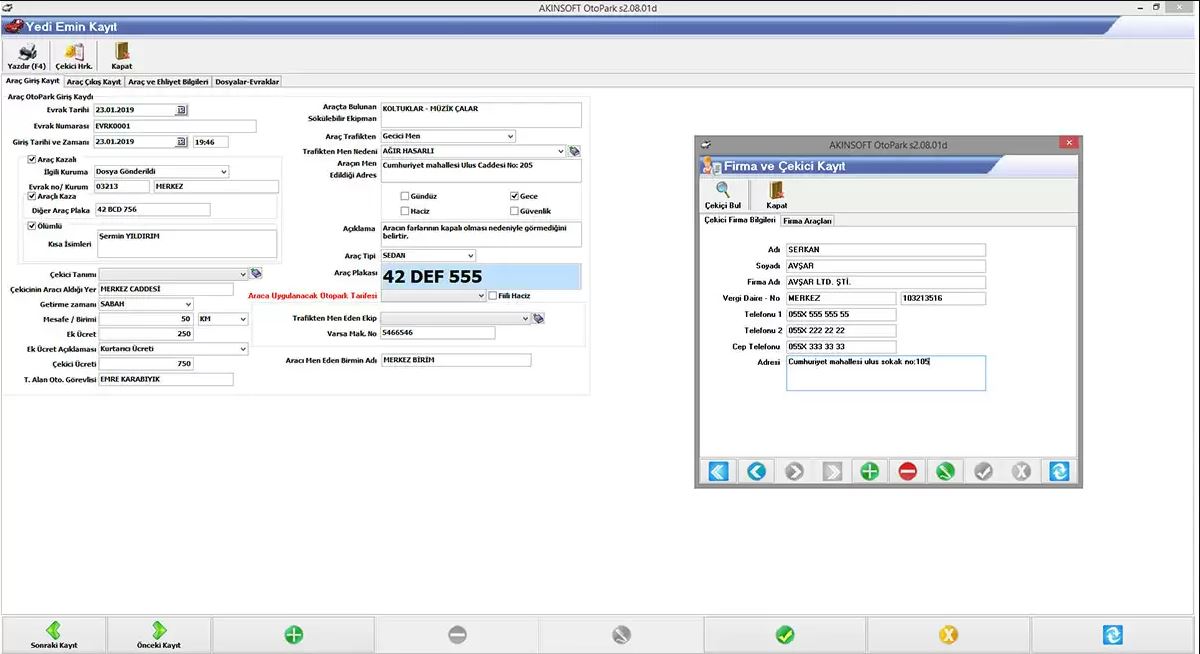 AKINSOFT OtoPark s2.08.01d
Yedi Emin Kayıt
Yazdır (F4) Çekici Hrk. Kapat
Araç Giriş Kayıt Araç Çıkış Kayıt Araç ve Ehliyet Bilgileri Dosyalar-Evraklar
Araç OtoPark Giriş Kaydı
Evrak Tarihi 23.01.2019
Evrak Numarası EVRK0001
Giriş Tarihi ve Zamanı 23.01.2019 19:46
Araç Kazalı
İlgili Kuruma Dosya Gönderildi
Evrak no/ Kurum 03213 MERKEZ
Araçlı Kaza
Diğer Araç Plaka 42 BCD 756
Ölümlü
Kısa İsimleri Şermin YILDIRIM
Çekici Tanımı
Çekicinin Aracı Aldığı Yer MERKEZ CADDESİ
Getirme zamanı SABAH
Mesafe / Birimi 50 KM
Ek Ücret 250
Ek Ücret Açıklaması Kurtarıcı Ücreti
Çekici Ücreti 750
T. Alan Oto. Görevlisi EMRE KARABIYIK
Araçta Bulunan Sökülebilir Ekipman KOLTUKLAR - MÜZİK ÇALAR
Araç Trafikten Gecici Men
Trafikten Men Nedeni AĞIR HASARLI
Araçın Men Edildiği Adres Cumhuriyet mahallesi Ulus Caddesi No: 205
Gündüz Gece
Haciz Güvenlik
Açıklama Aracın farlarının kapalı olması nedeniyle görmediğini
belirtir.
Araç Tipi SEDAN
Araç Plakası 42 DEF 555
Araca Uygulanacak Otopark Tarifesi Fiili Haciz
Trafikten Men Eden Ekip
Varsa Mak. No 5466546
Aracı Men Eden Birmin Adı MERKEZ BİRİM
AKINSOFT OtoPark s2.08.01d
Firma ve Çekici Kayıt
Çekiçi Bul Kapat
Çekici Firma Bilgileri Firma Araçları
Adı SERKAN
Soyadı AVŞAR
Firma Adı AVŞAR LTD. ŞTİ.
Vergi Daire - No MERKEZ 103213516
Telefonu 1 055X 555 555 55
Telefonu 2 055X 222 22 22
Cep Telefonu 055X 333 33 33
Adresi Cumhuriyet mahallesi ulus sokak no:105
Sonraki Kayıt Önceki Kayıt